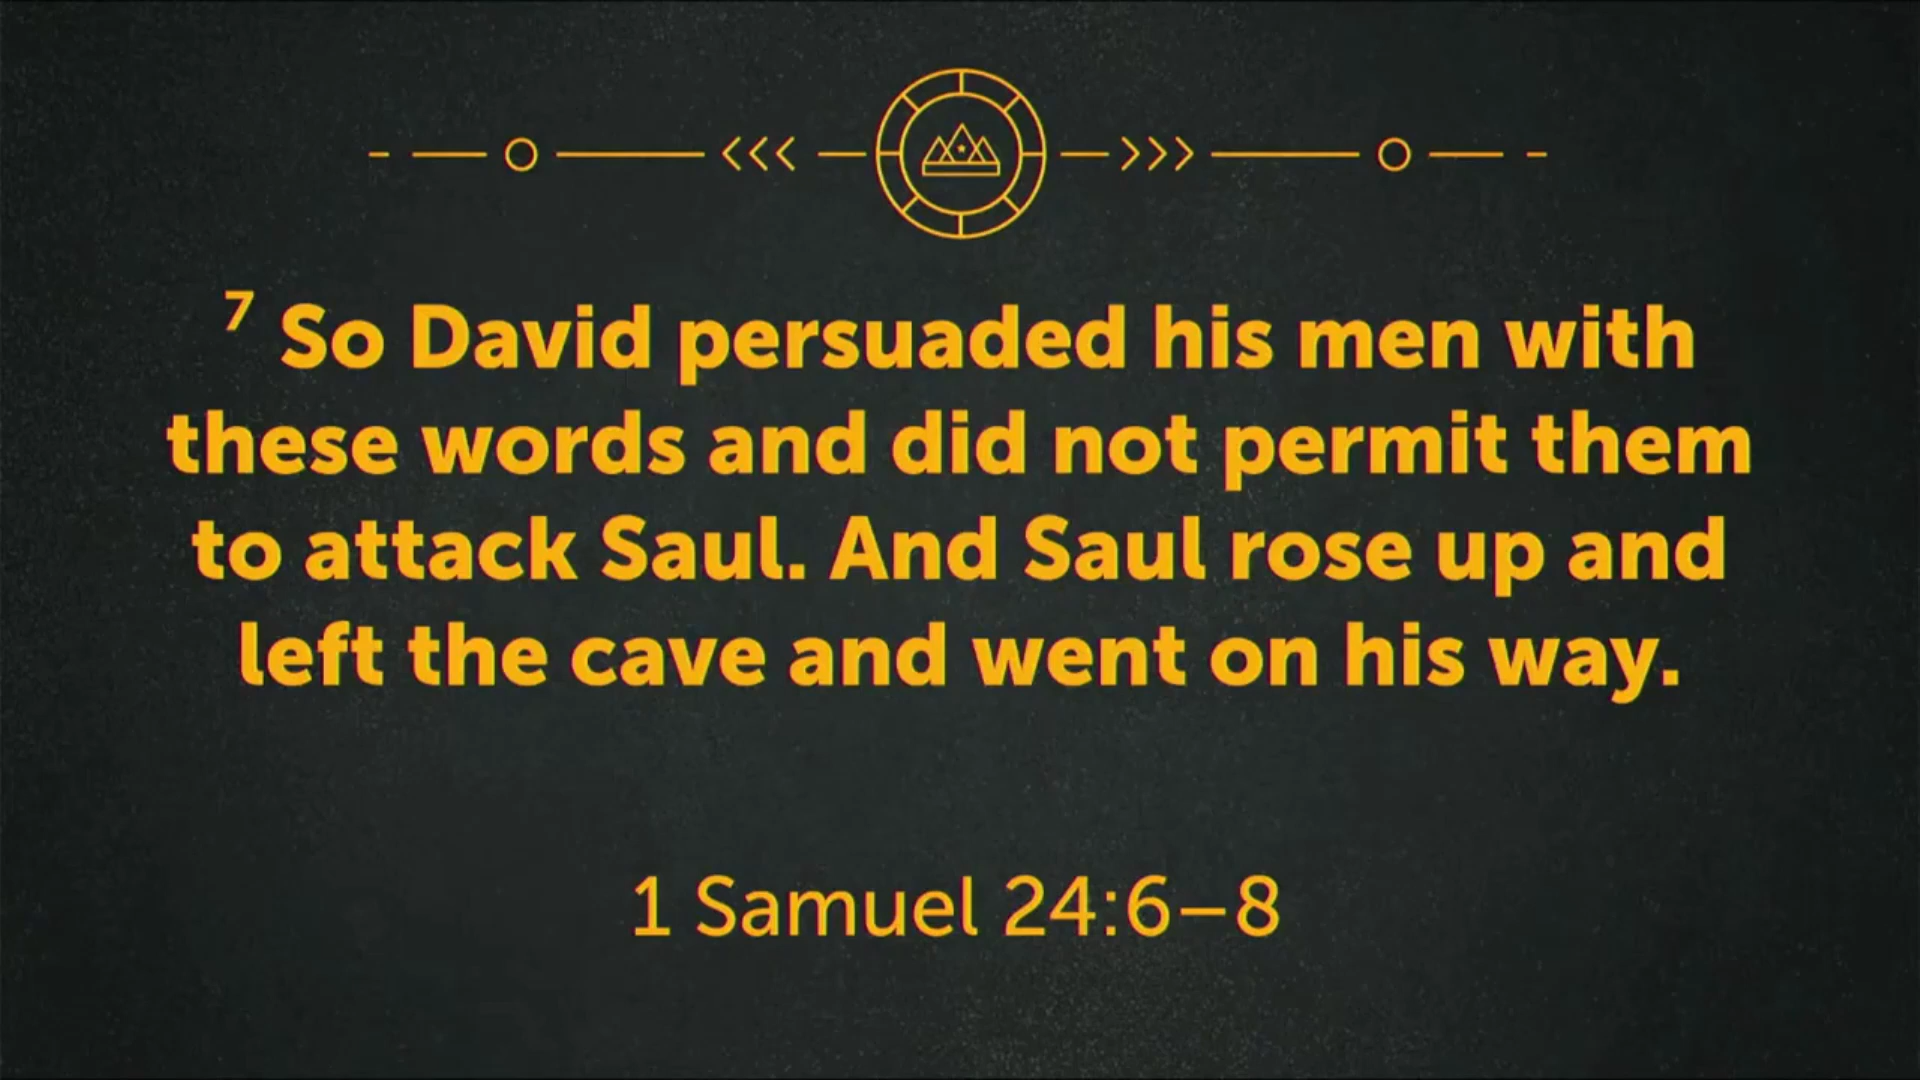 7 So David persuaded his men with
these words and did not permit them
to attack Saul. And Saul rose up and
left the cave and went on his way.
1 Samuel 24:6–8